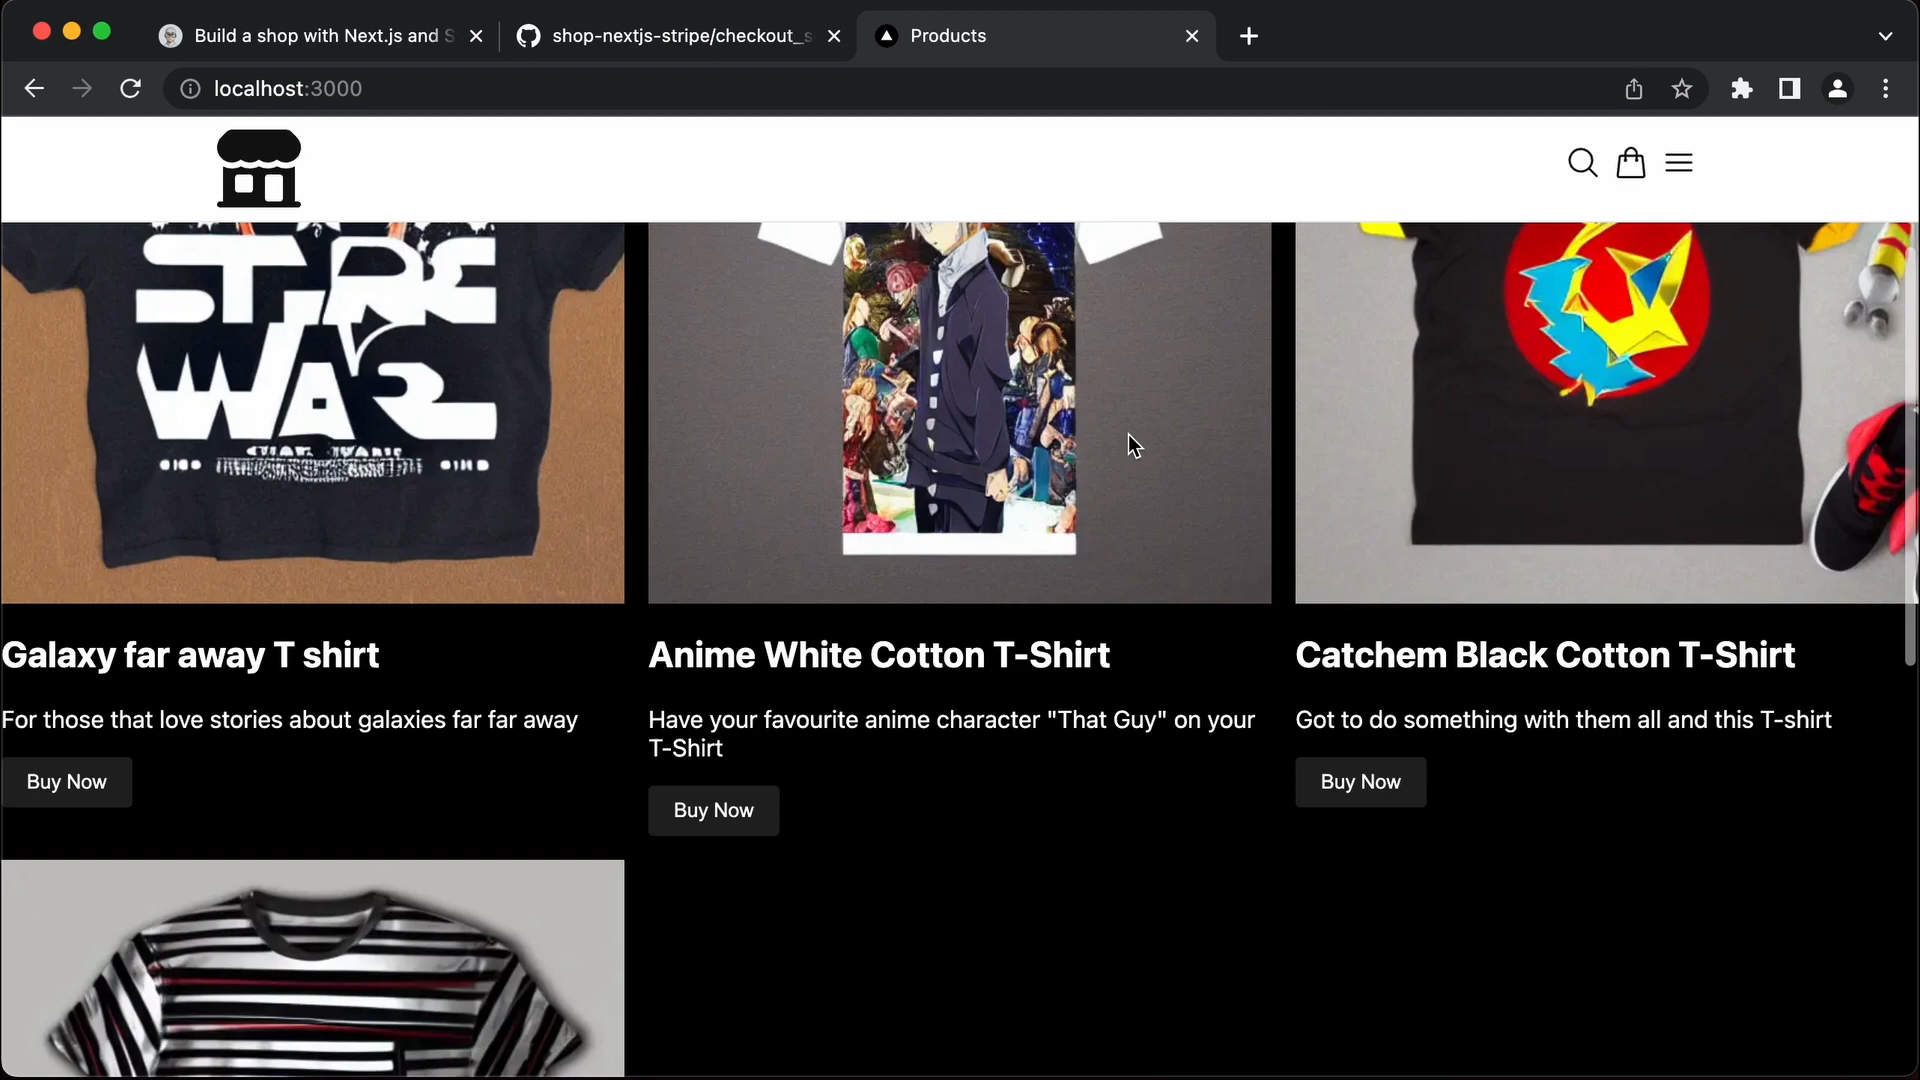 Build a shop with Next.js and S
shop-nextjs-stripe/checkout_s
Products
localhost:3000
Galaxy far away T shirt
Anime White Cotton T-Shirt
Catchem Black Cotton T-Shirt
For those that love stories about galaxies far far away
Have your favourite anime character "That Guy" on your
T-Shirt
Got to do something with them all and this T-shirt
Buy Now
Buy Now
Buy Now